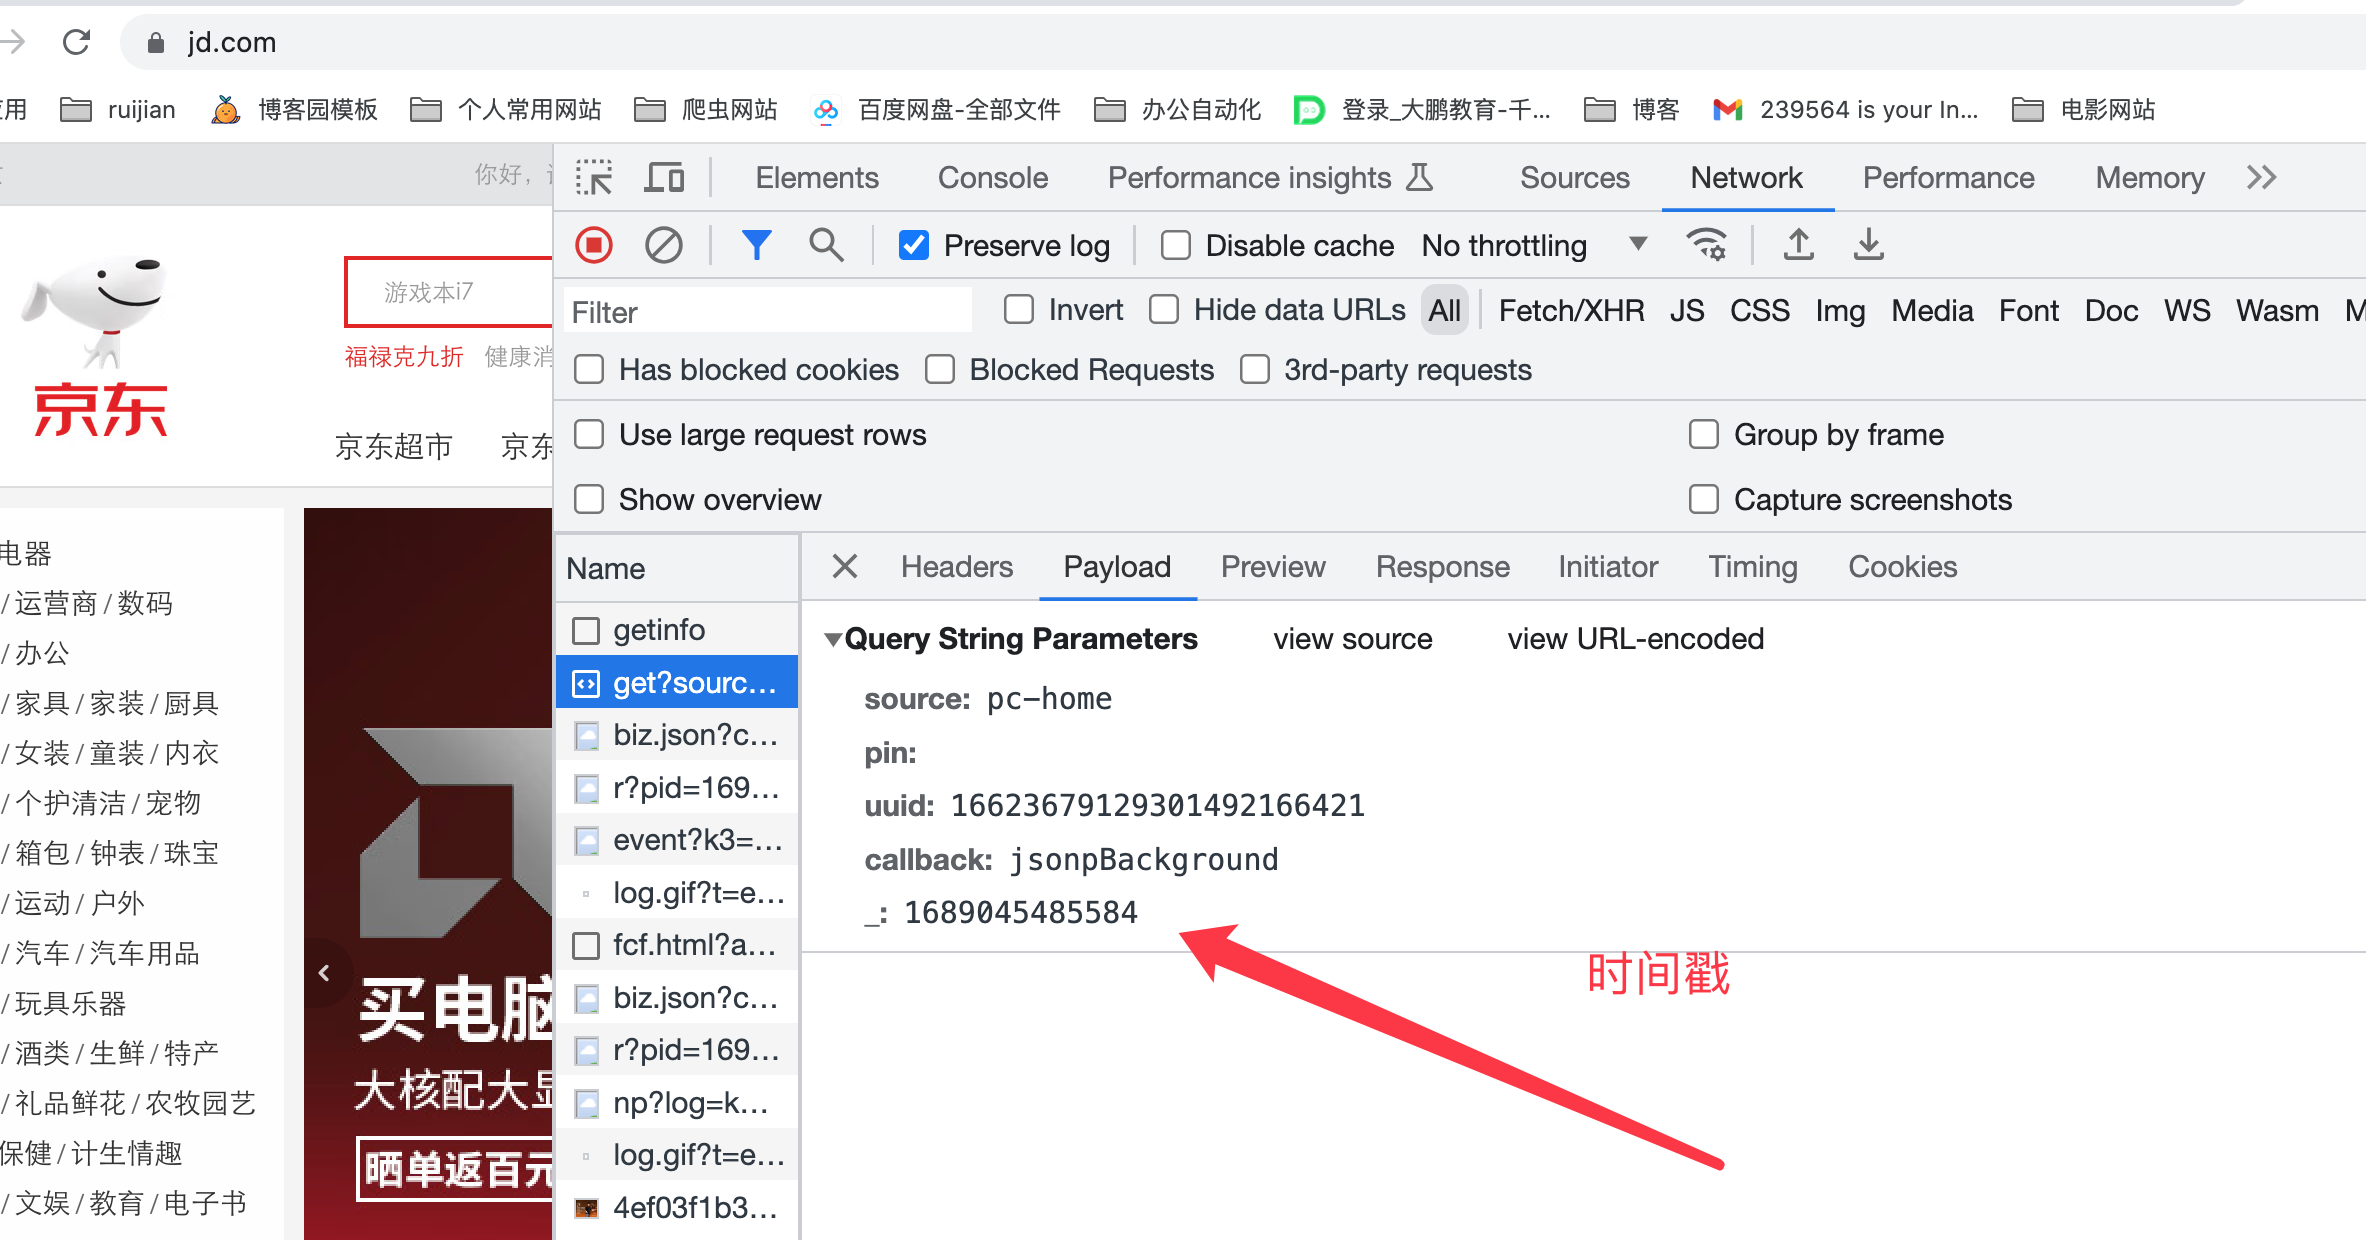 jd.com
应用 ruijian 博客园模板 个人常用网站 爬虫网站 百度网盘-全部文件 办公自动化 登录_大鹏教育-千... 博客 239564 is your In... 电影网站
你好，
Elements Console Performance insights Sources Network Performance Memory
Preserve log Disable cache No throttling
Filter Invert Hide data URLs All Fetch/XHR JS CSS Img Media Font Doc WS Wasm
Has blocked cookies Blocked Requests 3rd-party requests
Use large request rows Group by frame
Show overview Capture screenshots
游戏本i7
福禄克九折 健康消
京东
京东超市 京东
电器
/ 运营商 / 数码
/ 办公
/ 家具 / 家装 / 厨具
/ 女装 / 童装 / 内衣
/ 个护清洁 / 宠物
/ 箱包 / 钟表 / 珠宝
/ 运动 / 户外
/ 汽车 / 汽车用品
/ 玩具乐器
/ 酒类 / 生鲜 / 特产
/ 礼品鲜花 / 农牧园艺
保健 / 计生情趣
/ 文娱 / 教育 / 电子书
买电脑
大核配大显
晒单返百元
Name
getinfo
get?sourc...
biz.json?c...
r?pid=169...
event?k3=...
log.gif?t=e...
fcf.html?a...
biz.json?c...
r?pid=169...
np?log=k...
log.gif?t=e...
4ef03f1b3...
Headers Payload Preview Response Initiator Timing Cookies
Query String Parameters view source view URL-encoded
source: pc-home
pin:
uuid: 16623679129301492166421
callback: jsonpBackground
_: 1689045485584
时间戳